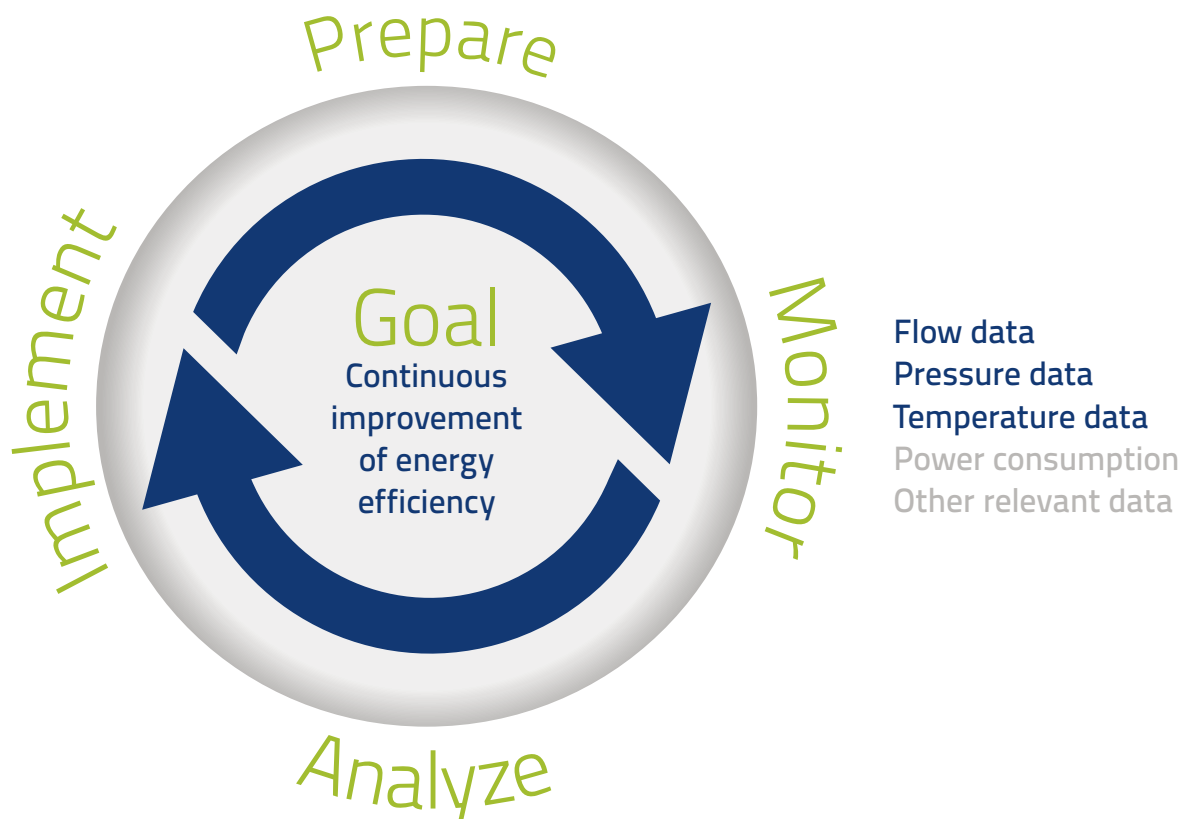 Prepare
Implement
Goal
Continuous
improvement
of energy
efficiency
Monitor
Flow data
Pressure data
Temperature data
Power consumption
Other relevant data
Analyze